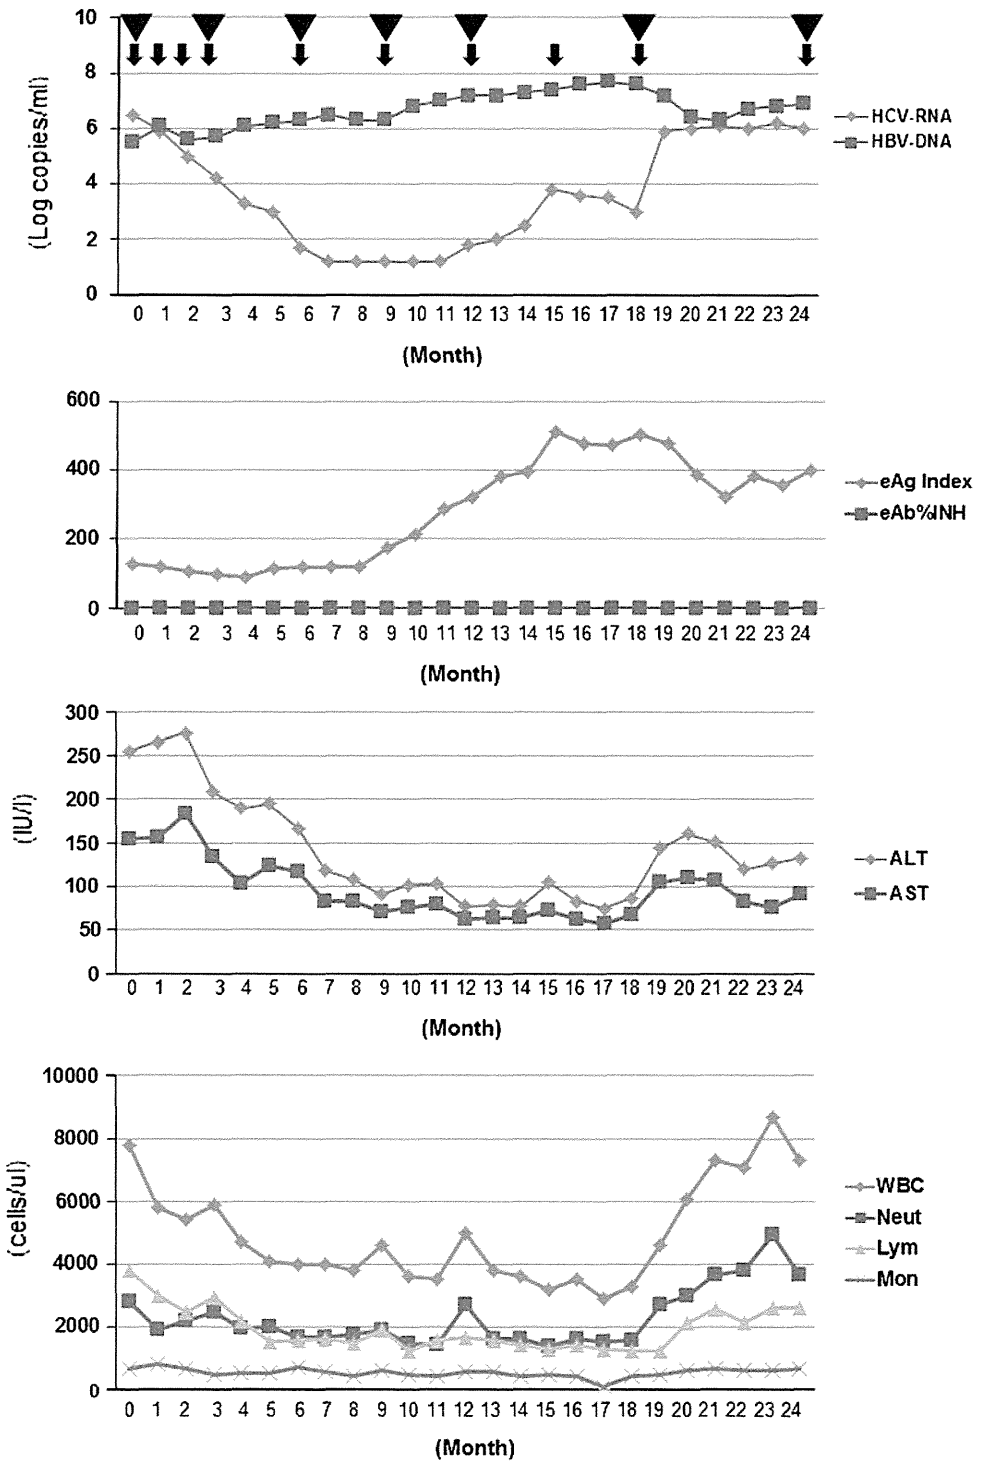 10
8
6
4
2
0
(Log copies/ml)
HCV-RNA
HBV-DNA
0 1 2 3 4 5 6 7 8 9 10 11 12 13 14 15 16 17 18 19 20 21 22 23 24
(Month)
600
400
200
0
eAg Index
eAb%INH
0 1 2 3 4 5 6 7 8 9 10 11 12 13 14 15 16 17 18 19 20 21 22 23 24
(Month)
300
250
200
150
100
50
0
(IU/l)
ALT
AST
0 1 2 3 4 5 6 7 8 9 10 11 12 13 14 15 16 17 18 19 20 21 22 23 24
(Month)
10000
8000
6000
4000
2000
0
(cells/ul)
WBC
Neut
Lym
Mon
0 1 2 3 4 5 6 7 8 9 10 11 12 13 14 15 16 17 18 19 20 21 22 23 24
(Month)